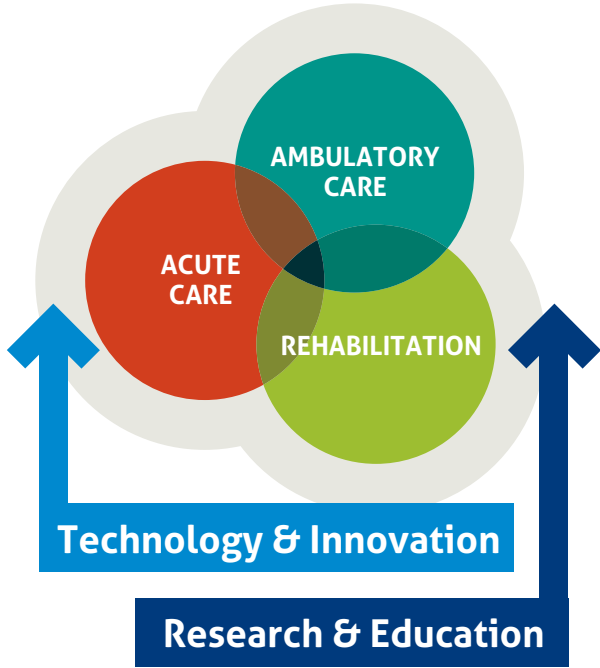 AMBULATORY
CARE
ACUTE
CARE
REHABILITATION
Technology & Innovation
Research & Education